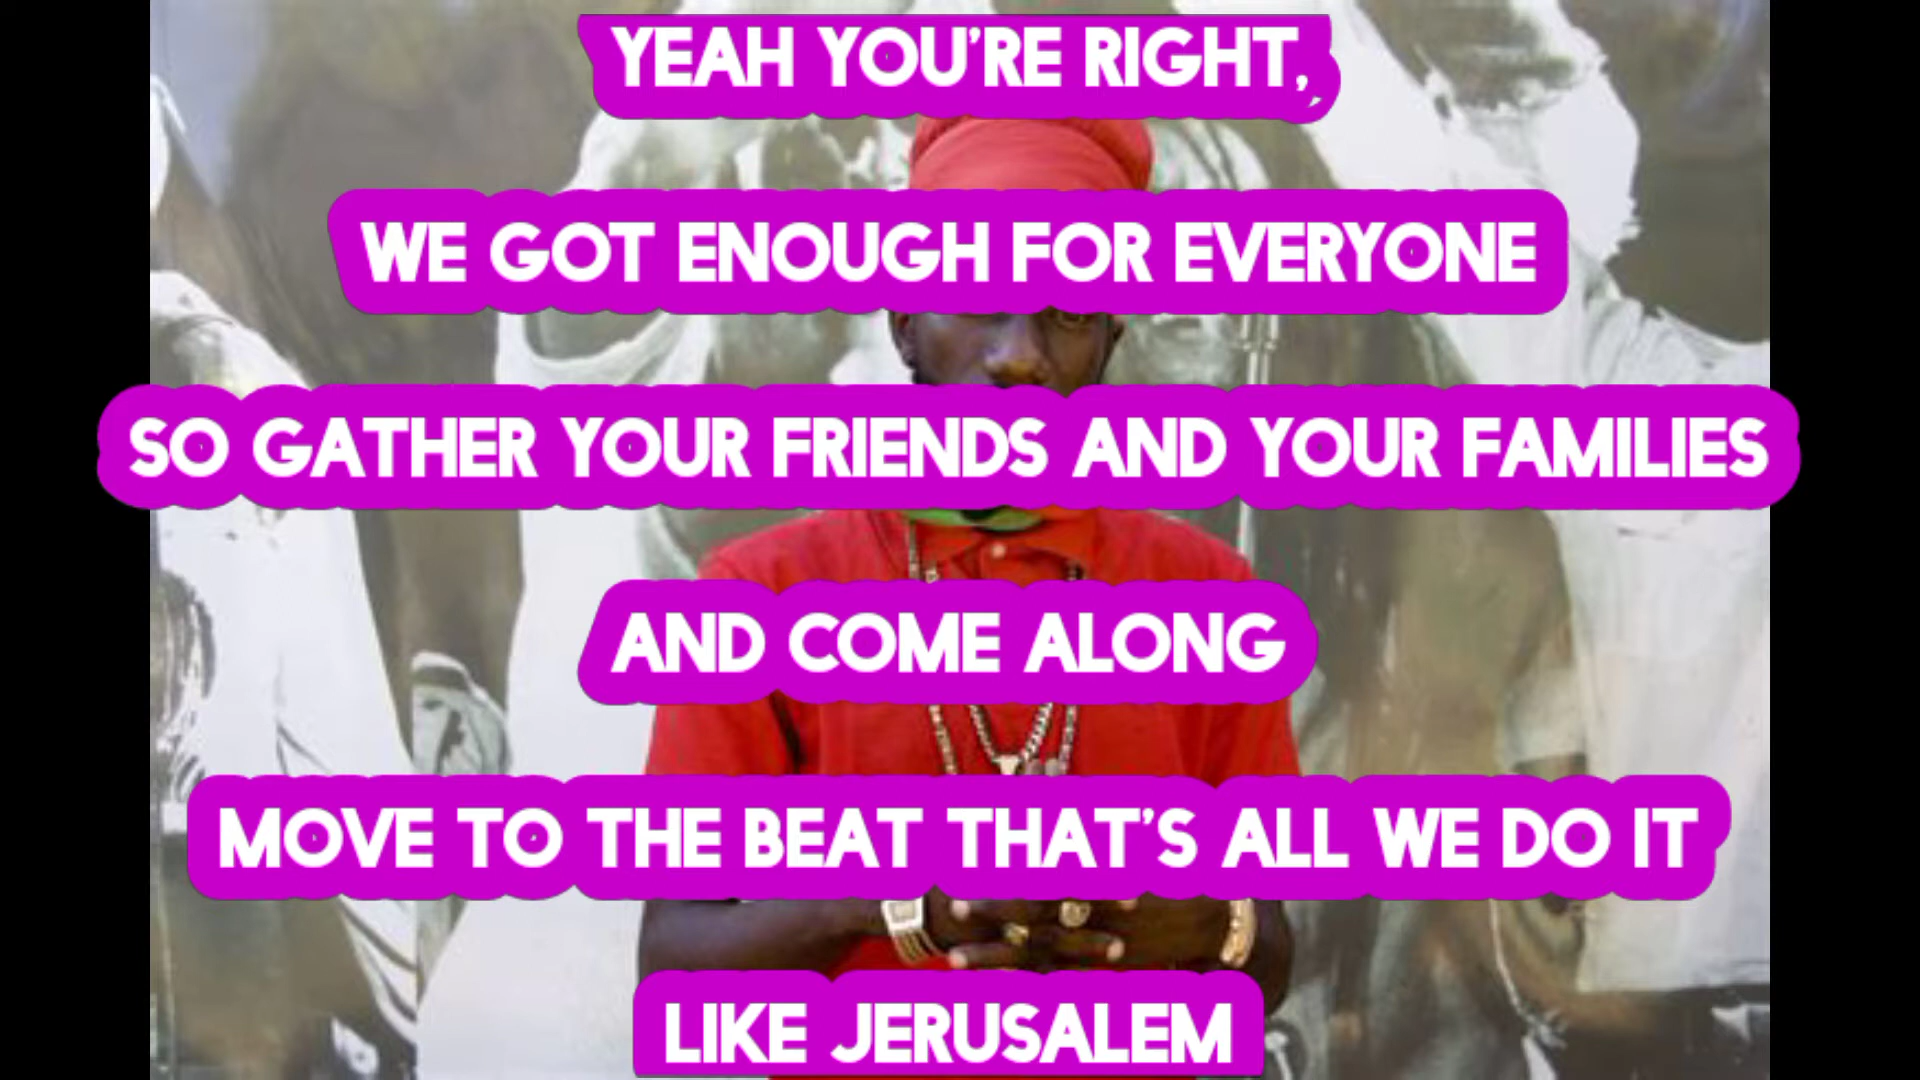 YEAH YOU'RE RIGHT,
WE GOT ENOUGH FOR EVERYONE
SO GATHER YOUR FRIENDS AND YOUR FAMILIES
AND COME ALONG
MOVE TO THE BEAT THAT'S ALL WE DO IT
LIKE JERUSALEM